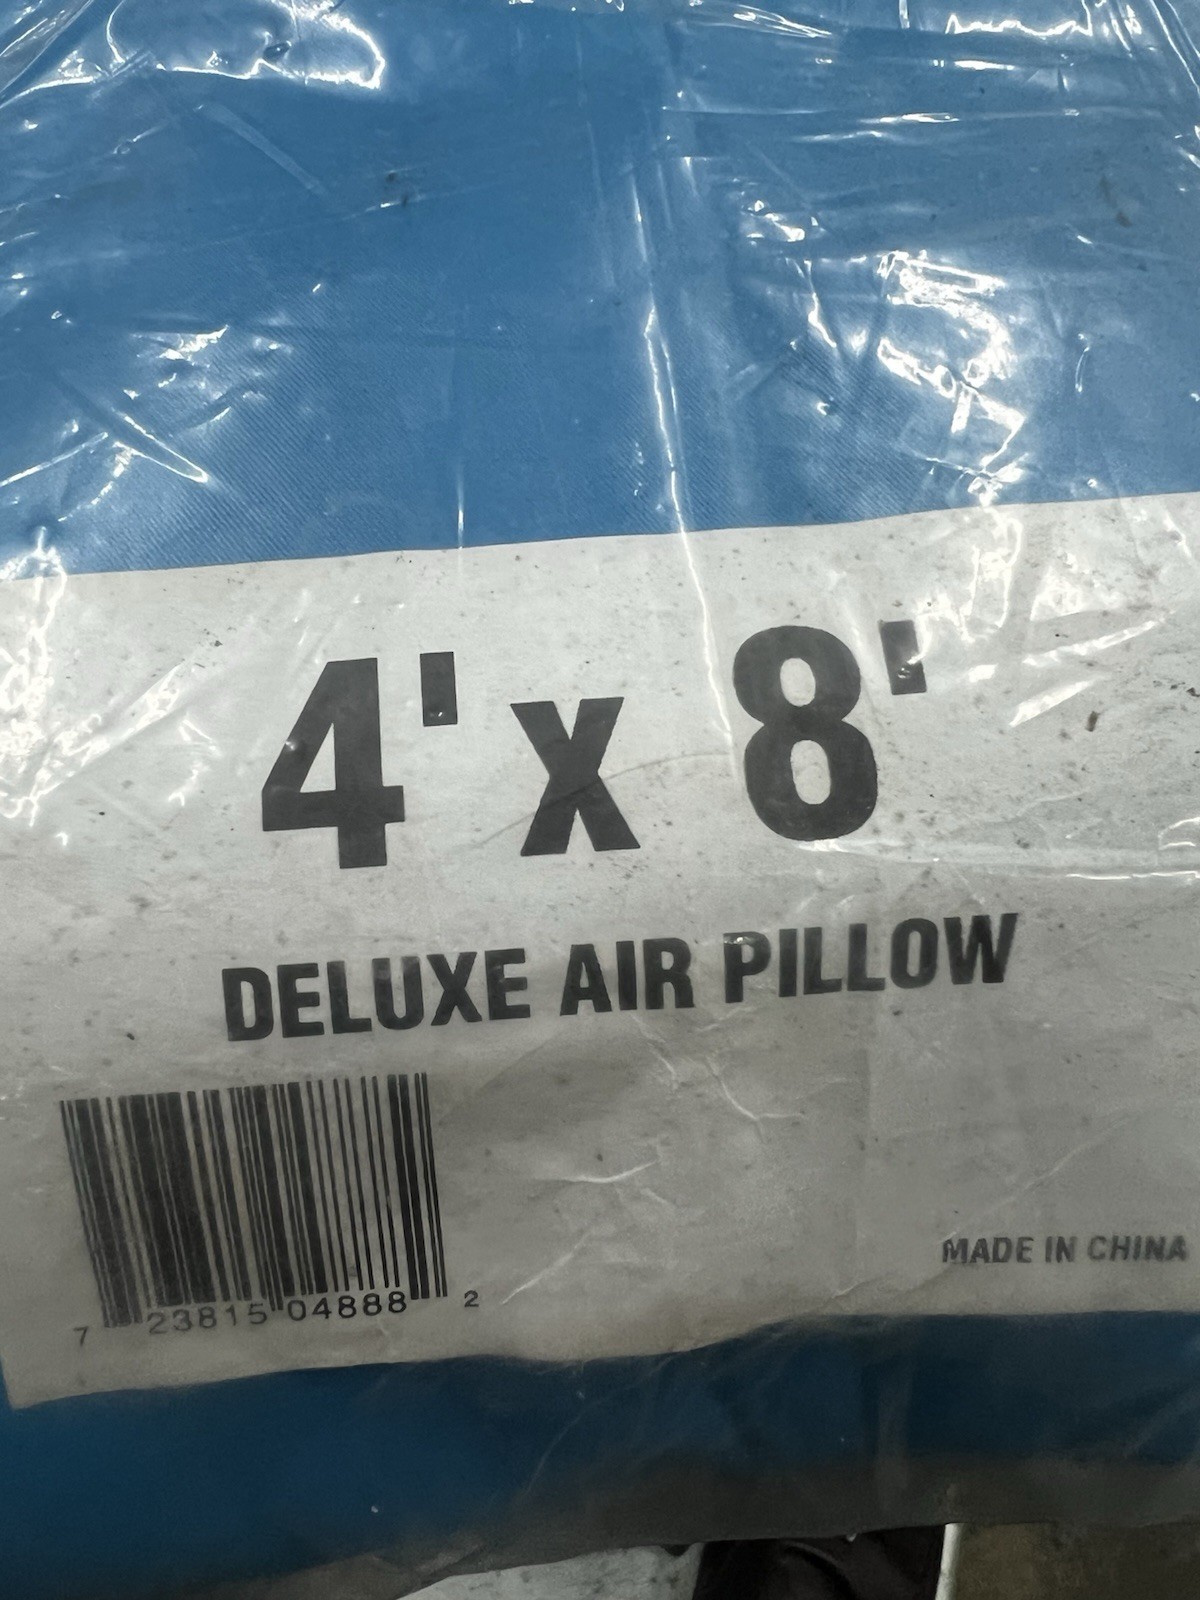 4' x 8'
DELUXE AIR PILLOW
7 23815 04888 2
MADE IN CHINA